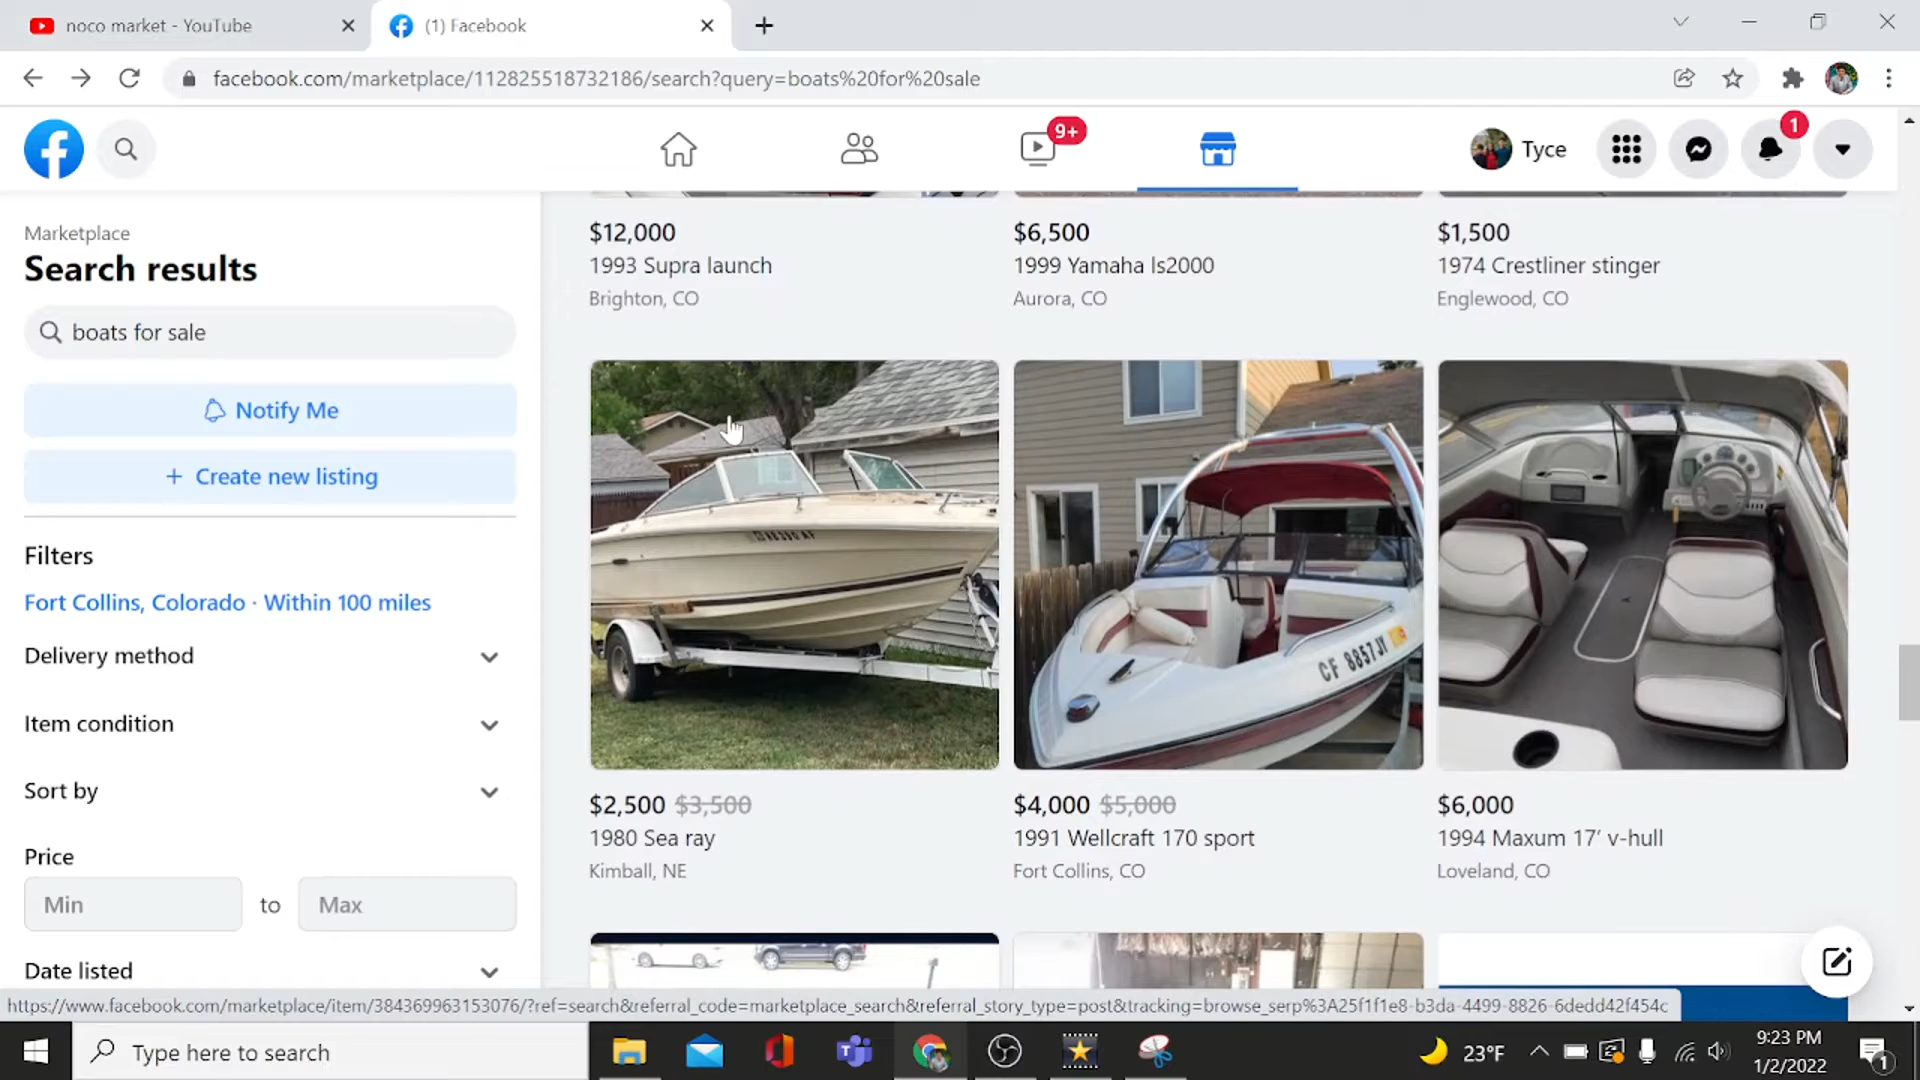 noco market - YouTube
(1) Facebook
facebook.com/marketplace/112825518732186/search?query=boats%20for%20sale
9+
Tyce
1
Marketplace
Search results
boats for sale
Notify Me
+ Create new listing
Filters
Fort Collins, Colorado · Within 100 miles
Delivery method
Item condition
Sort by
Price
Min to Max
Date listed
$12,000
1993 Supra launch
Brighton, CO
$6,500
1999 Yamaha ls2000
Aurora, CO
$1,500
1974 Crestliner stinger
Englewood, CO
CF 8857JY
$2,500 $3,500
1980 Sea ray
Kimball, NE
$4,000 $5,000
1991 Wellcraft 170 sport
Fort Collins, CO
$6,000
1994 Maxum 17’ v-hull
Loveland, CO
https://www.facebook.com/marketplace/item/384369963153076/?ref=search&referral_code=marketplace_search&referral_story_type=post&tracking=browse_serp%3A25f1f1e8-b3da-4499-8826-6dedd42f454c
Type here to search
23°F
9:23 PM
1/2/2022
1